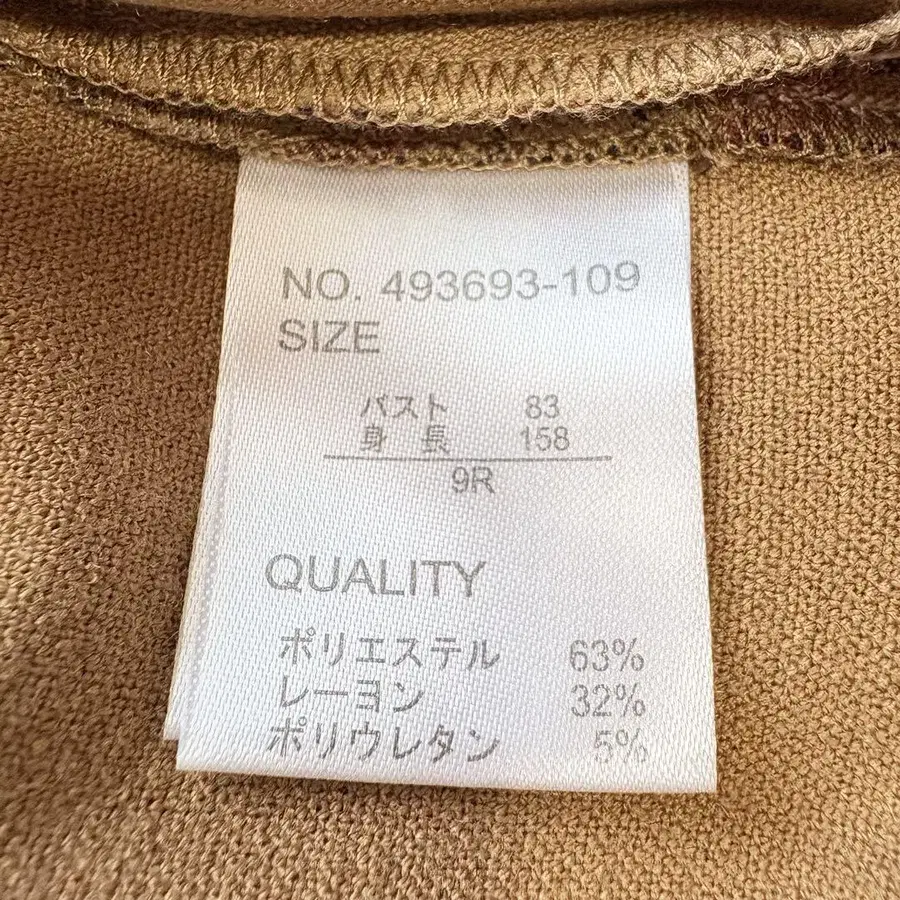 NO. 493693-109
SIZE
バスト 83
身長 158
9R
QUALITY
ポリエステル 63%
レーヨン 32%
ポリウレタン 5%